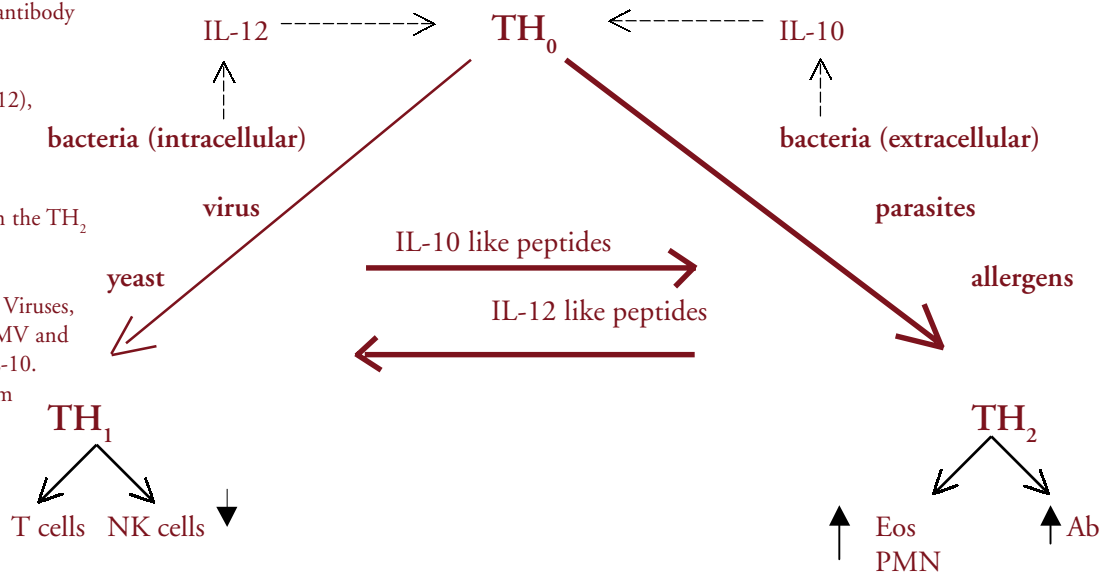 antibody
12),
n the TH₂
Viruses,
MV and
-10.
m
IL-12
TH₀
IL-10
bacteria (intracellular)
bacteria (extracellular)
virus
parasites
yeast
allergens
IL-10 like peptides
IL-12 like peptides
TH₁
TH₂
T cells
NK cells
Eos
PMN
Ab